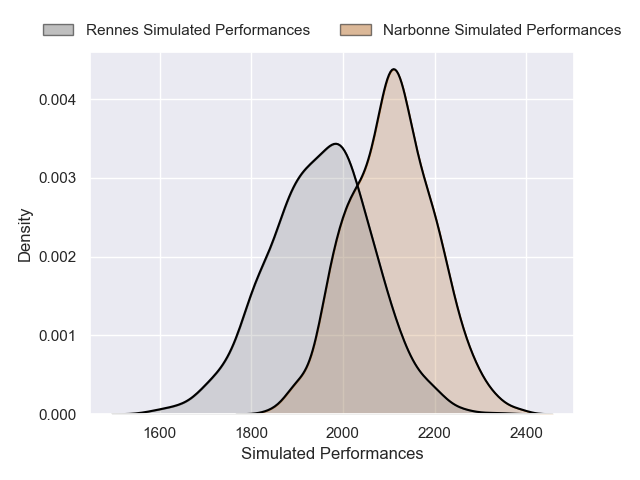 Rennes Simulated Performances Narbonne Simulated Performances
0.004
0.003
0.002
0.001
0.000
Density
1600 1800 2000 2200 2400
Simulated Performances